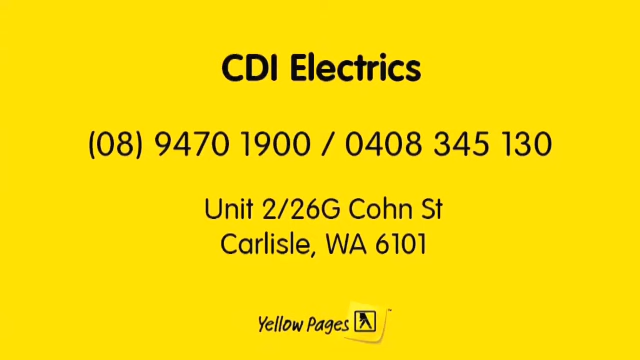 CDI Electrics
(08) 9470 1900 / 0408 345 130
Unit 2/26G Cohn St
Carlisle, WA 6101
Yellow Pages